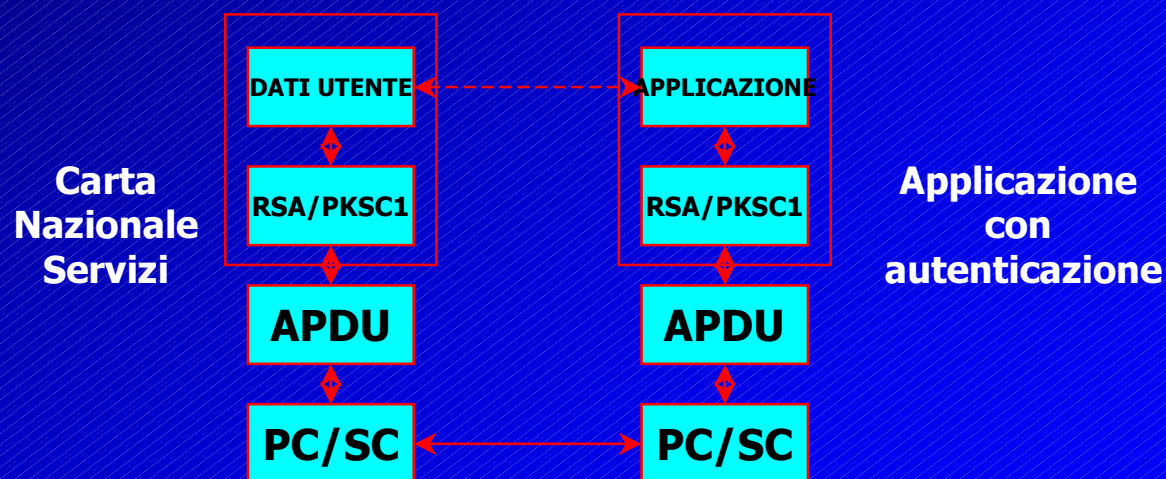 DATI UTENTE
APPLICAZIONE
Carta
Nazionale
Servizi
RSA/PKSC1
RSA/PKSC1
Applicazione
con
autenticazione
APDU
APDU
PC/SC
PC/SC